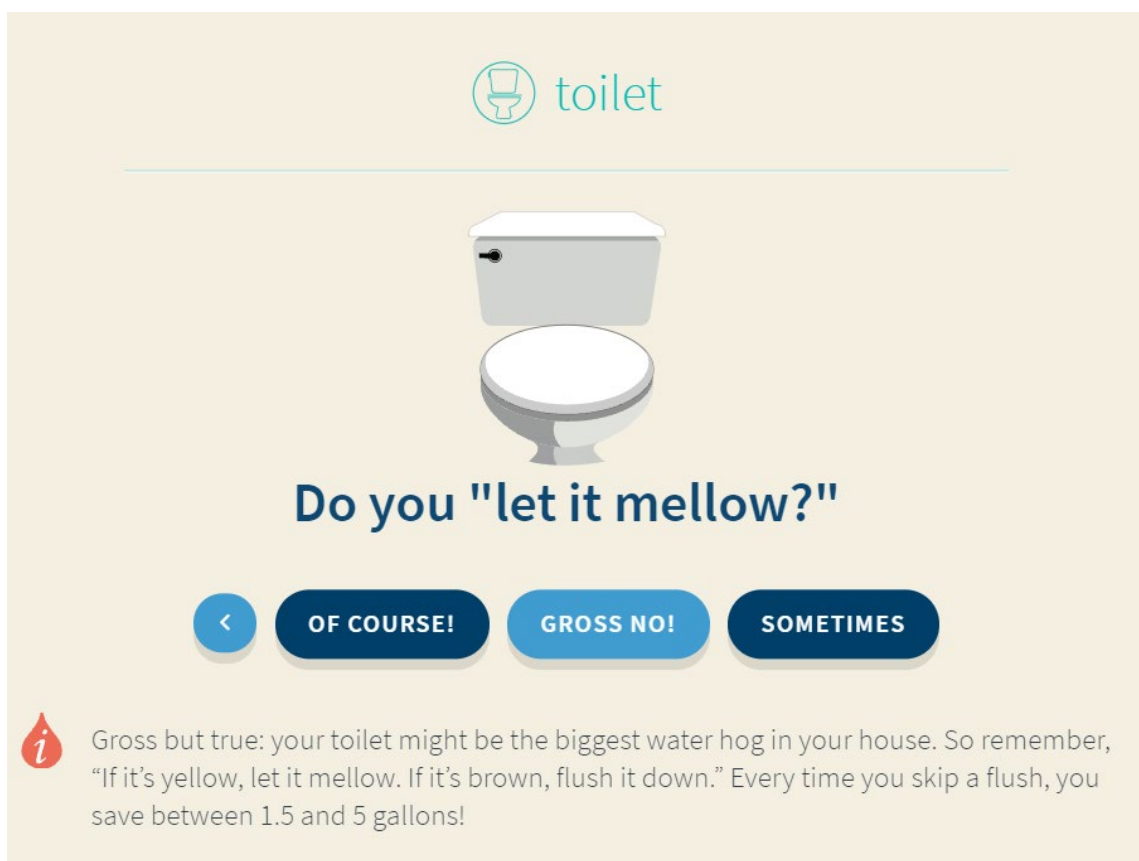 toilet
Do you "let it mellow?"
< OF COURSE! GROSS NO! SOMETIMES
i Gross but true: your toilet might be the biggest water hog in your house. So remember,
“If it’s yellow, let it mellow. If it’s brown, flush it down.” Every time you skip a flush, you
save between 1.5 and 5 gallons!